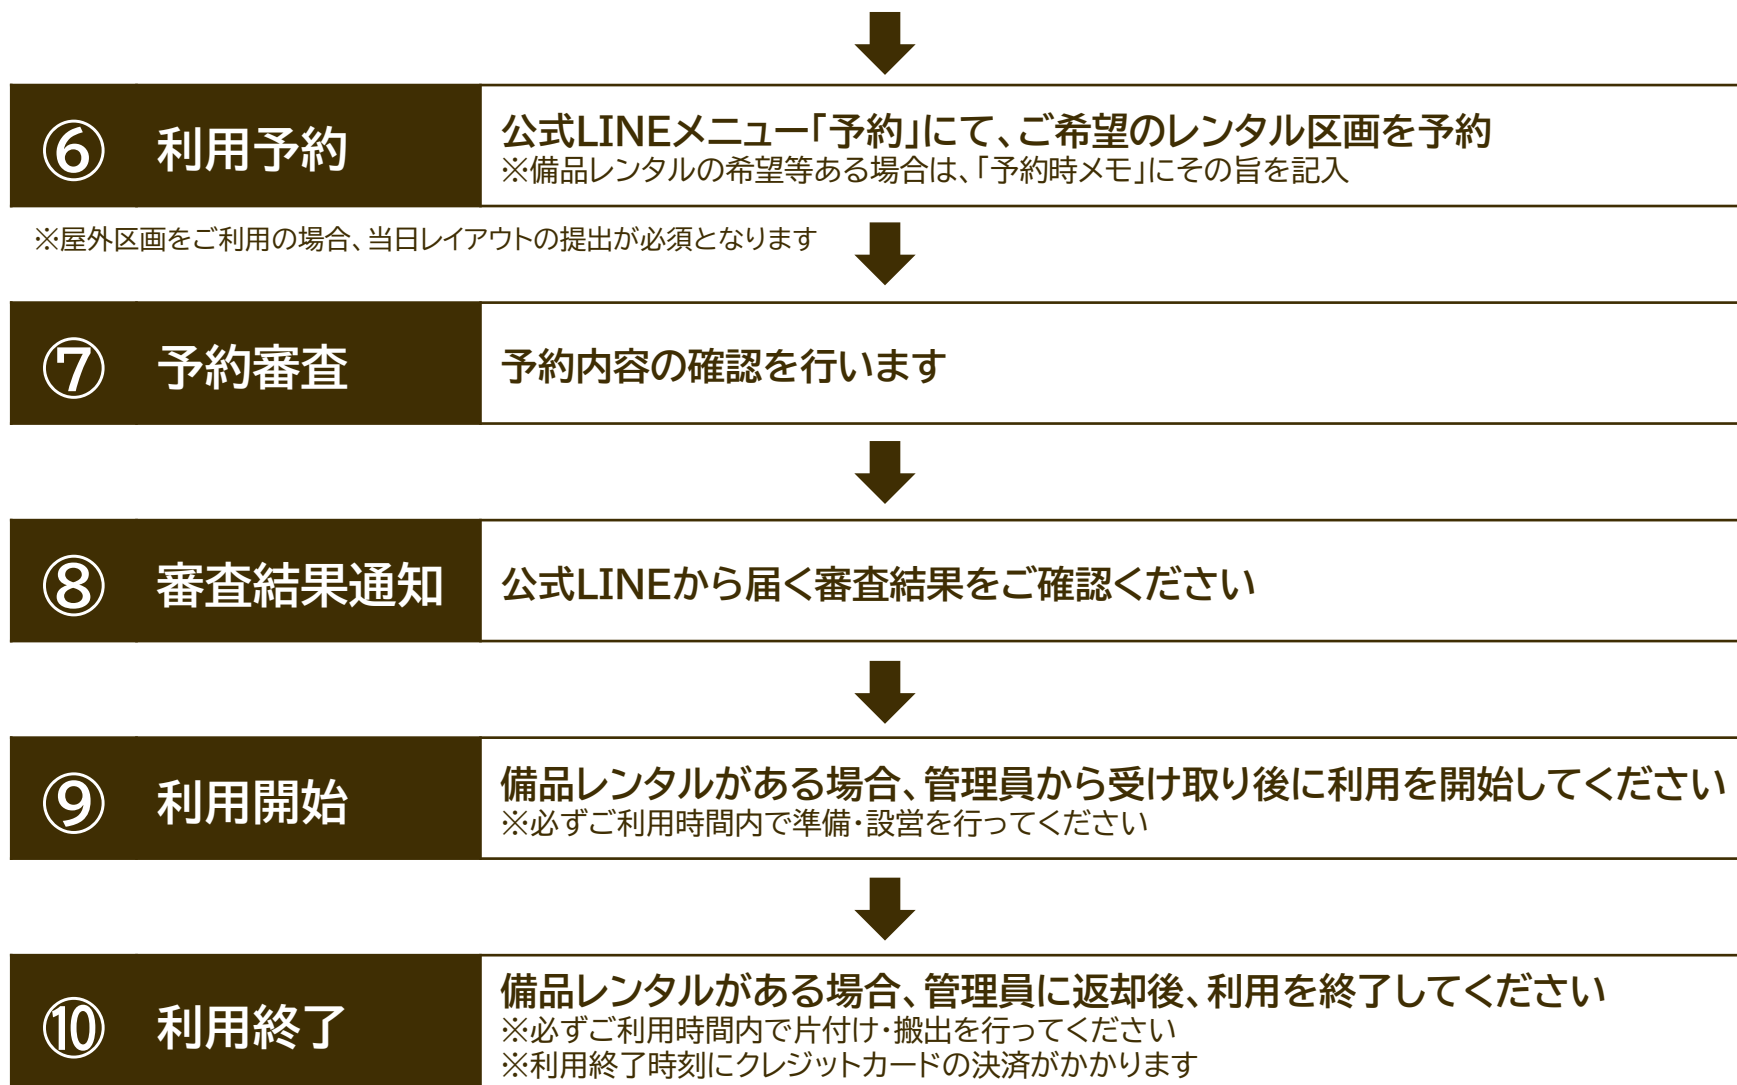 ⑥ 利用予約
公式LINEメニュー「予約」にて、ご希望のレンタル区画を予約
※備品レンタルの希望等ある場合は、「予約時メモ」にその旨を記入
※屋外区画をご利用の場合、当日レイアウトの提出が必須となります
⑦ 予約審査
予約内容の確認を行います
⑧ 審査結果通知
公式LINEから届く審査結果をご確認ください
⑨ 利用開始
備品レンタルがある場合、管理員から受け取り後に利用を開始してください
※必ずご利用時間内で準備・設営を行ってください
⑩ 利用終了
備品レンタルがある場合、管理員に返却後、利用を終了してください
※必ずご利用時間内で片付け・搬出を行ってください
※利用終了時刻にクレジットカードの決済がかかります